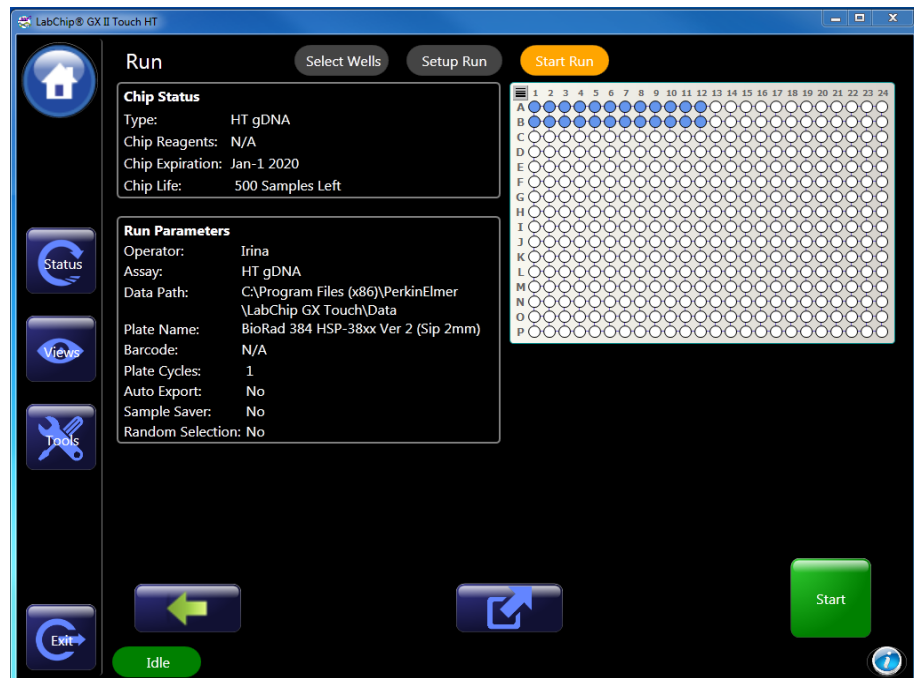 LabChip® GX II Touch HT
Run
Select Wells
Setup Run
Start Run
Chip Status
Type: HT gDNA
Chip Reagents: N/A
Chip Expiration: Jan-1 2020
Chip Life: 500 Samples Left
1 2 3 4 5 6 7 8 9 10 11 12 13 14 15 16 17 18 19 20 21 22 23 24
A
B
C
D
E
F
G
H
I
J
K
L
M
N
O
P
Run Parameters
Operator: Irina
Assay: HT gDNA
Data Path: C:\Program Files (x86)\PerkinElmer
\LabChip GX Touch\Data
Plate Name: BioRad 384 HSP-38xx Ver 2 (Sip 2mm)
Barcode: N/A
Plate Cycles: 1
Auto Export: No
Sample Saver: No
Random Selection: No
Status
Views
Tools
Exit
Start
Idle